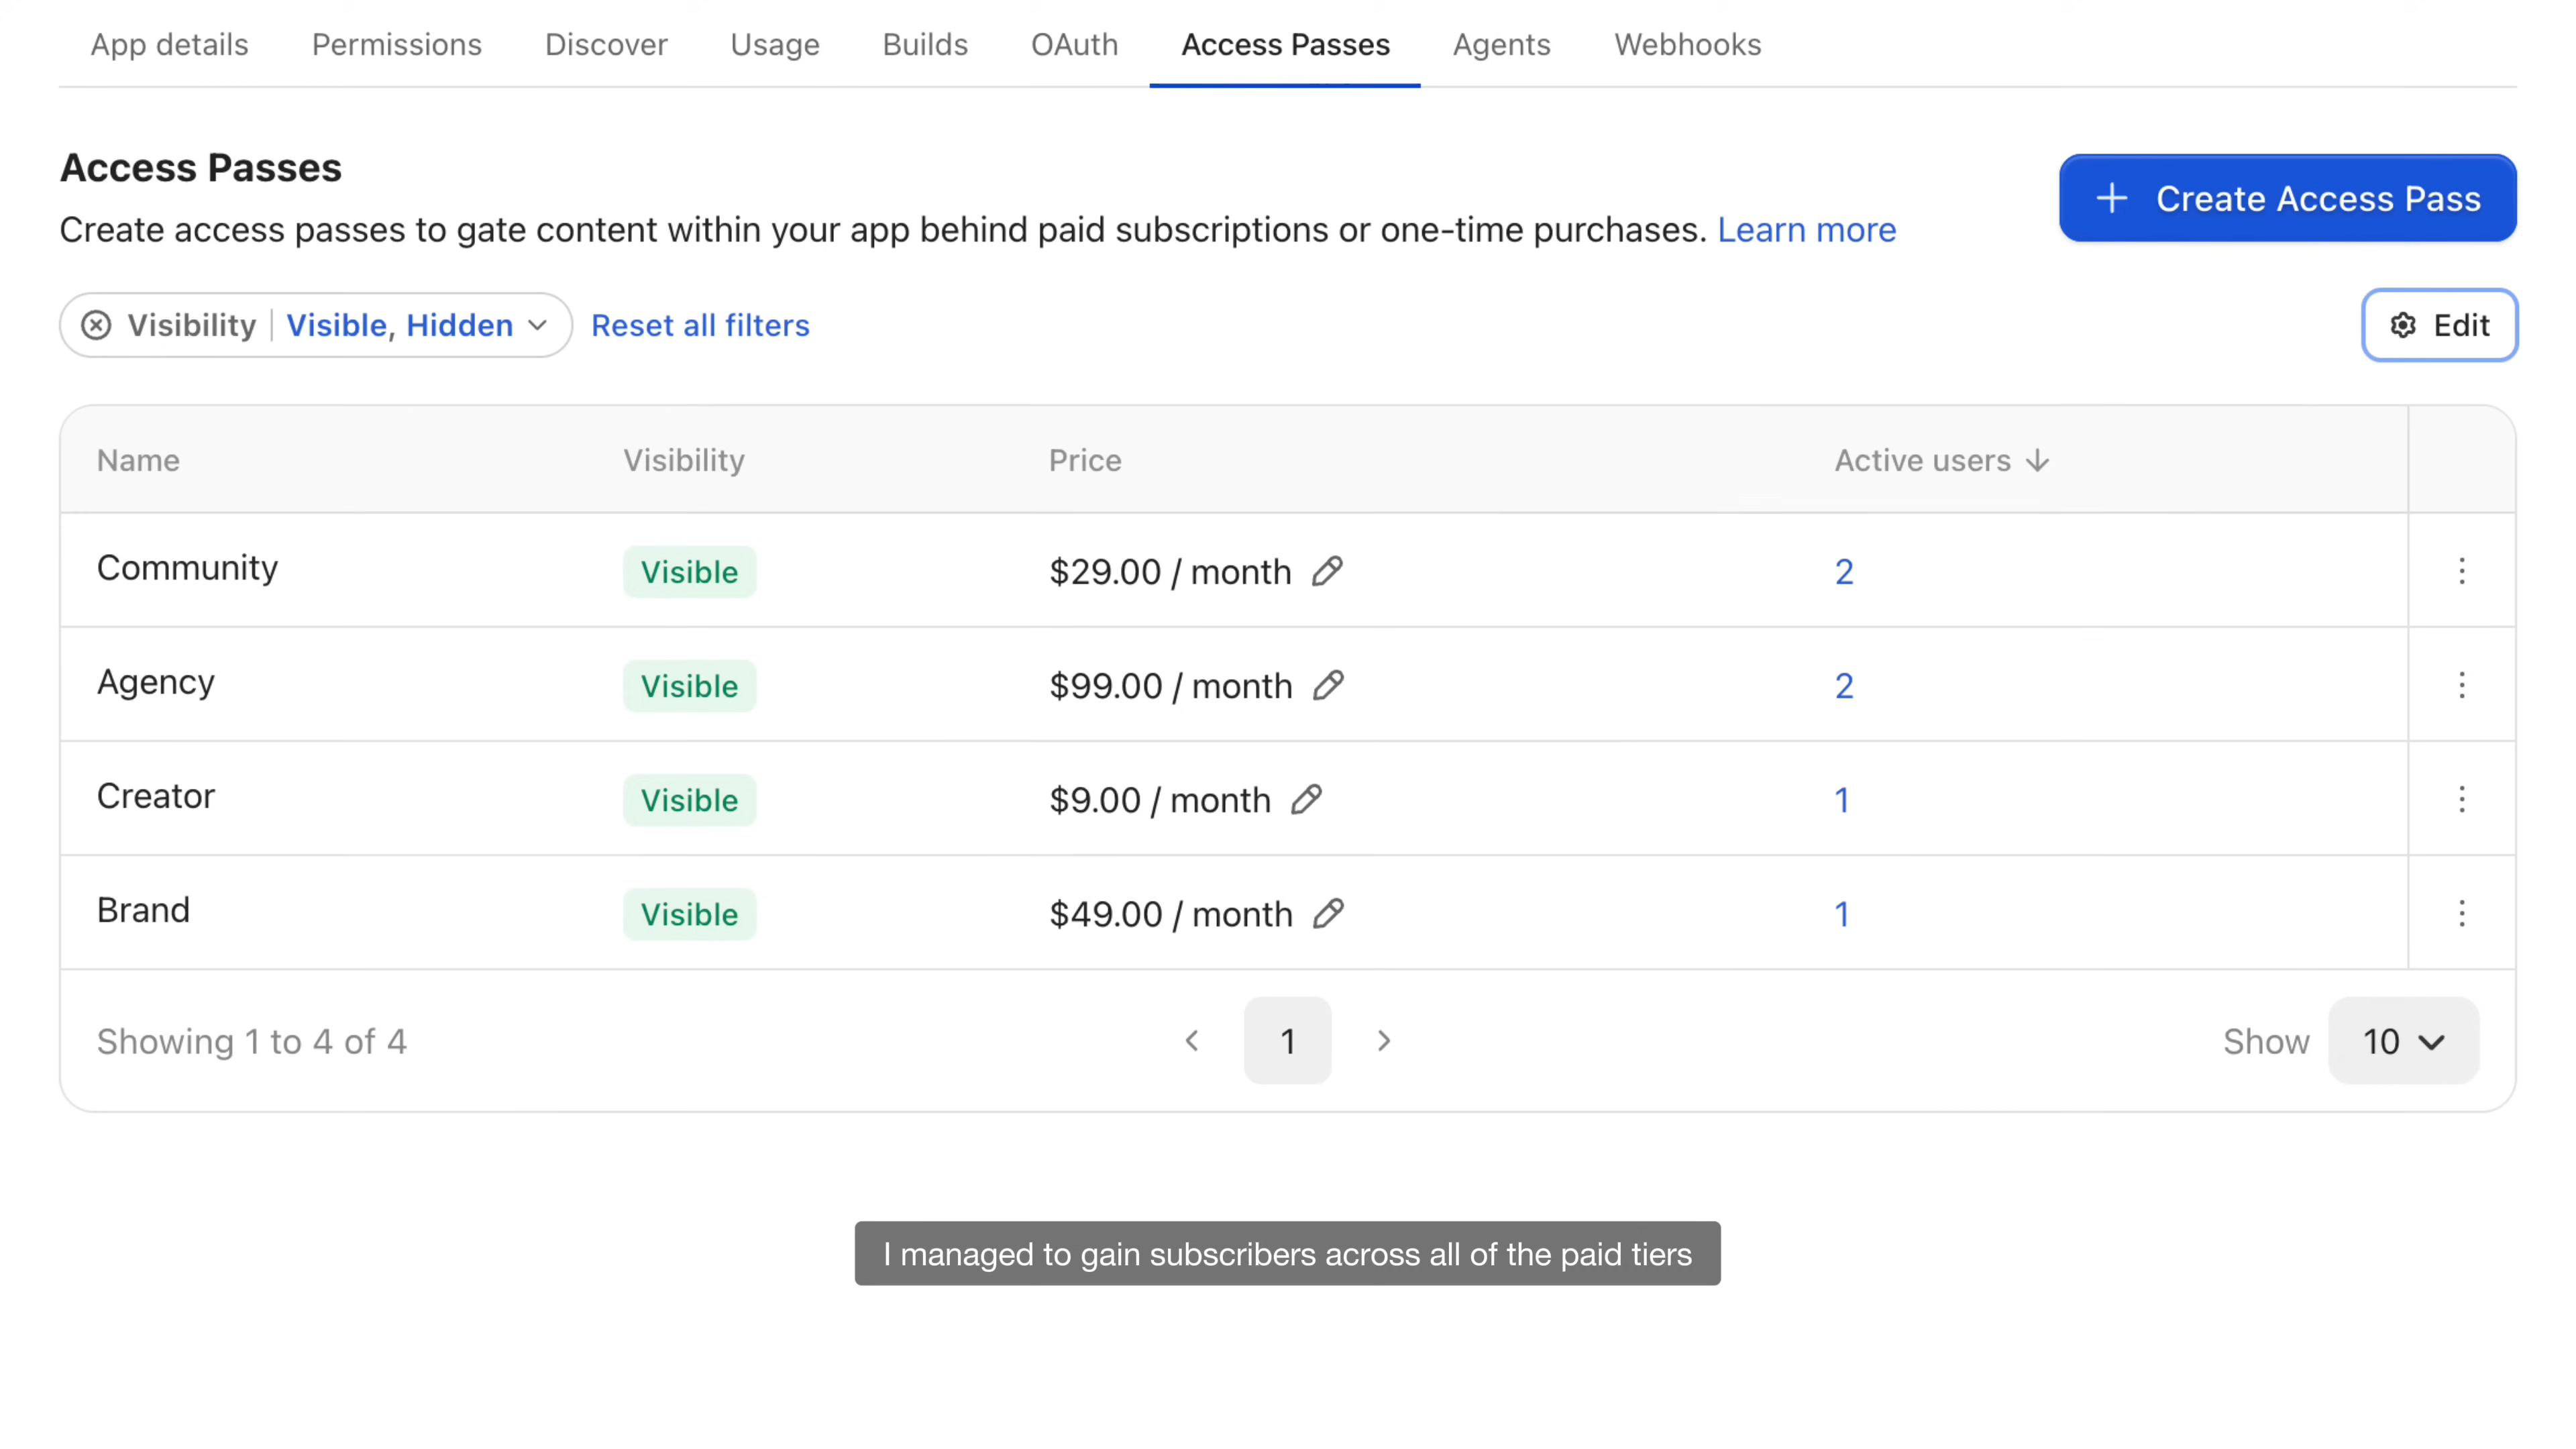 App details Permissions Discover Usage Builds OAuth Access Passes Agents Webhooks
Access Passes
Create access passes to gate content within your app behind paid subscriptions or one-time purchases. Learn more
Create Access Pass
Visibility Visible, Hidden Reset all filters
Edit
Name Visibility Price Active users
Community Visible $29.00 / month 2
Agency Visible $99.00 / month 2
Creator Visible $9.00 / month 1
Brand Visible $49.00 / month 1
Showing 1 to 4 of 4 1 Show 10
I managed to gain subscribers across all of the paid tiers